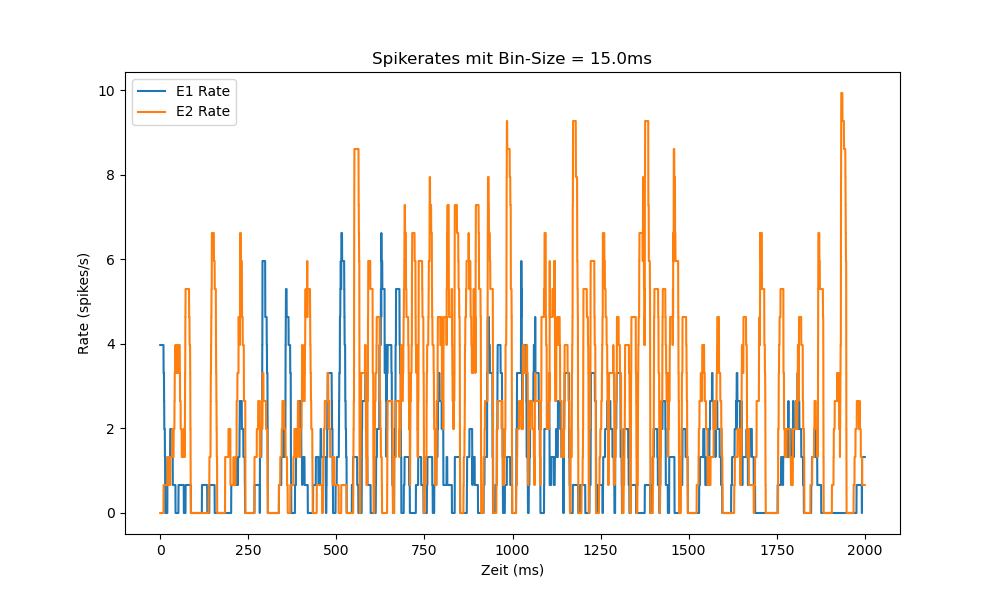 Spikerates mit Bin-Size = 15.0ms
E1 Rate
E2 Rate
Rate (spikes/s)
10
8
6
4
2
0
0 250 500 750 1000 1250 1500 1750 2000
Zeit (ms)